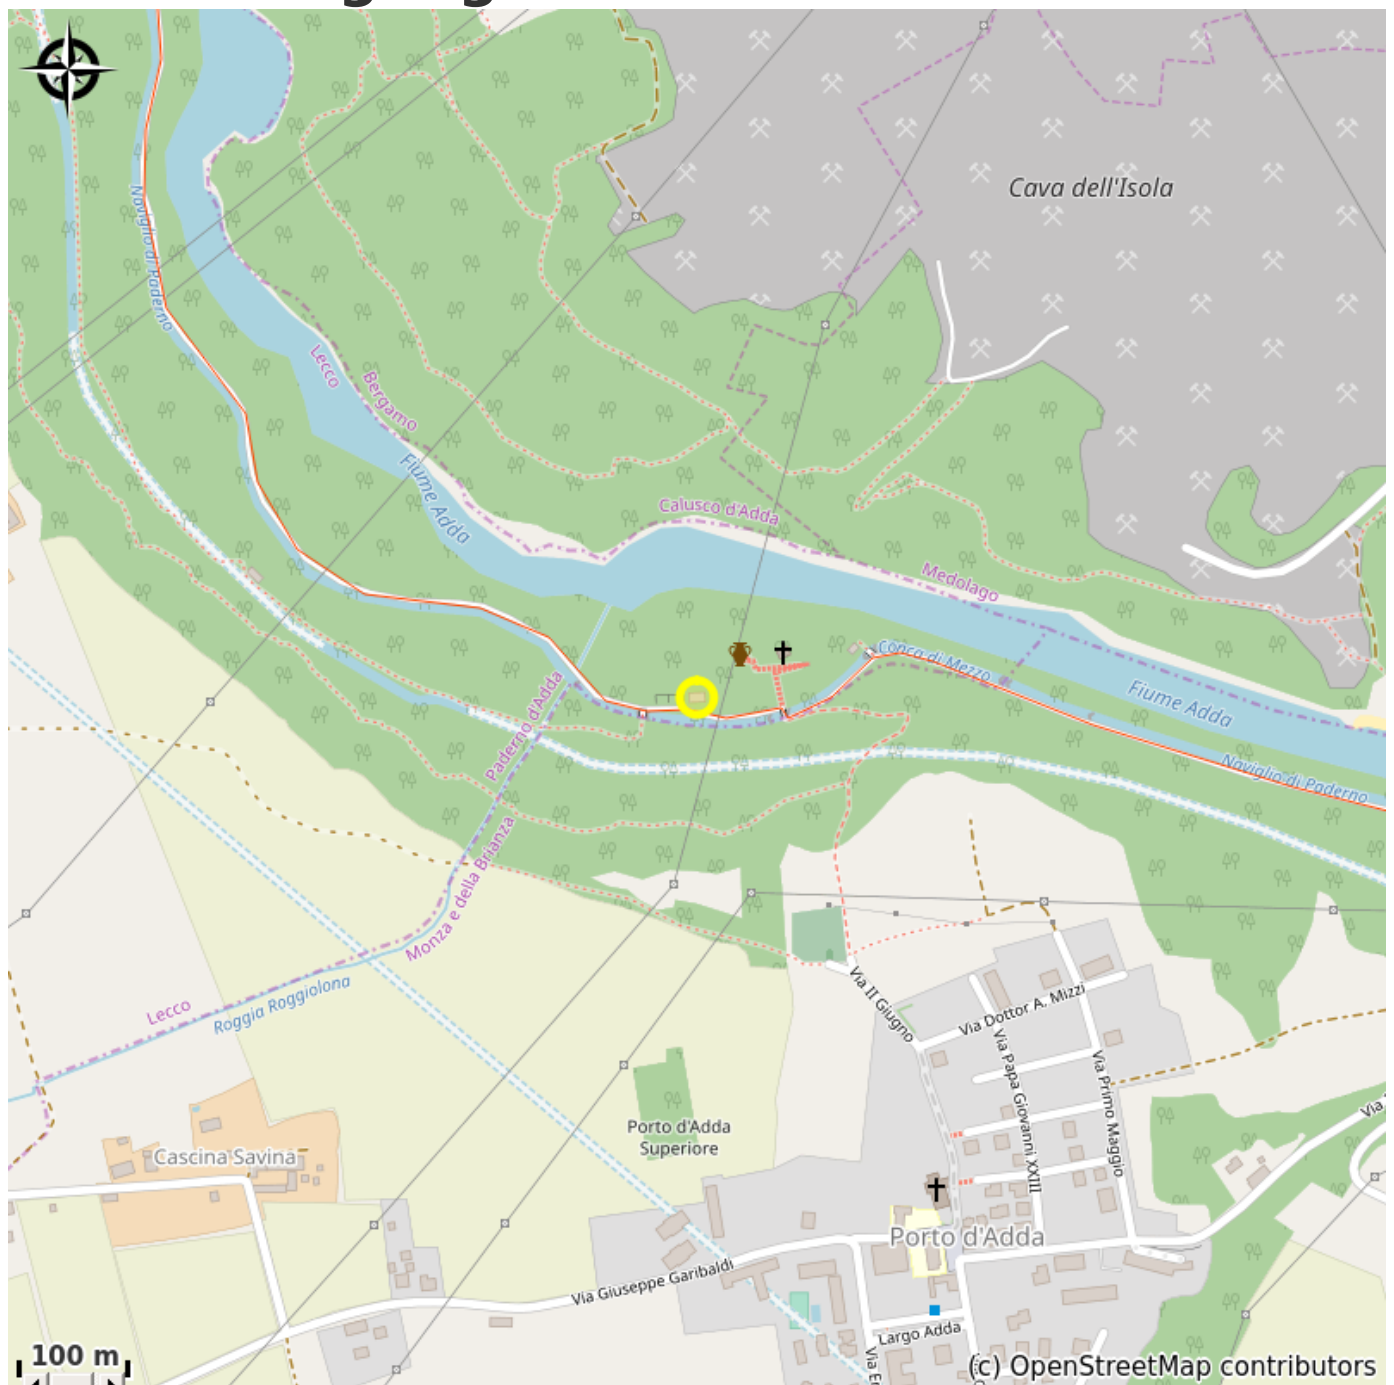 Cava dell'Isola
Naviglio di Paderno
Lecco
Bergamo
Fiume Adda
Calusco d'Adda
Medolago
Conca di Mezzo
Fiume Adda
Naviglio di Paderno
Paderno d'Adda
Monza e della Brianza
Lecco
Roggia Roggiolona
Via II Giugno
Via Dottor A. Mizzi
Via Papa Giovanni XXIII
Via Primo Maggio
Porto d'Adda
Superiore
Cascina Savina
Porto d'Adda
Via Giuseppe Garibaldi
Largo Adda
100 m
(c) OpenStreetMap contributors